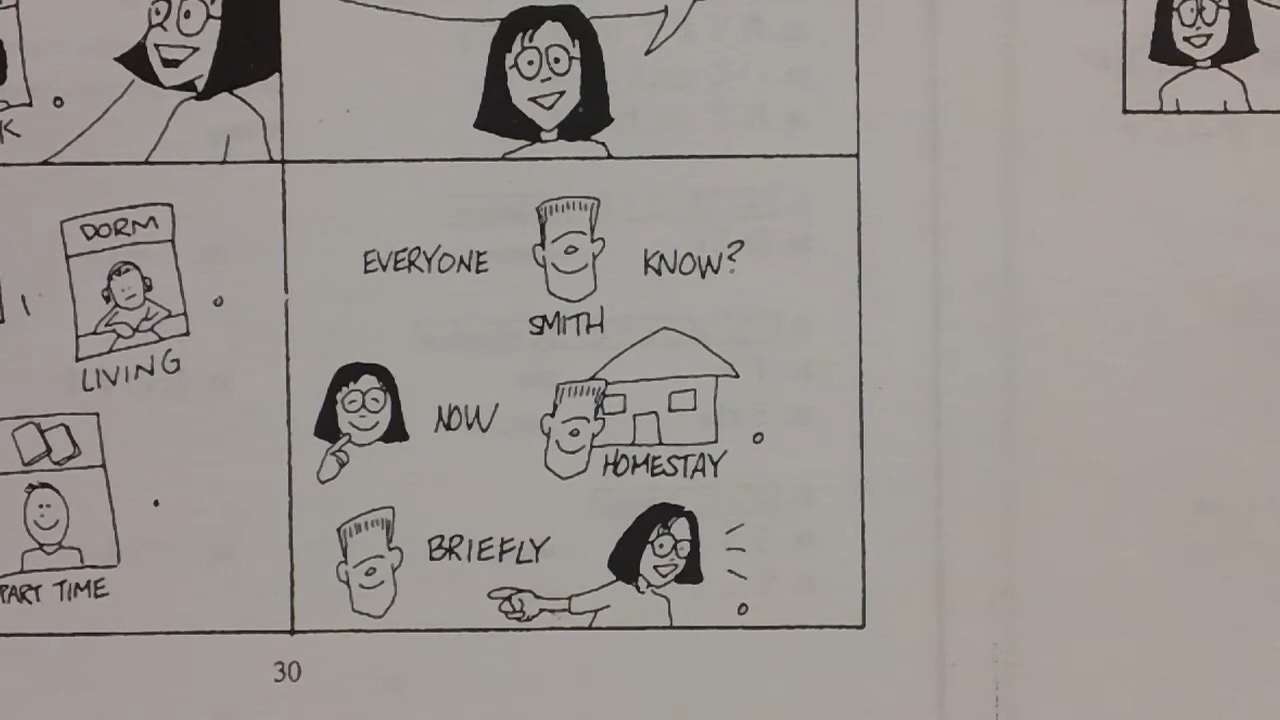 DORM
LIVING
PART TIME
EVERYONE KNOW?
SMITH
NOW
HOMESTAY
BRIEFLY
30